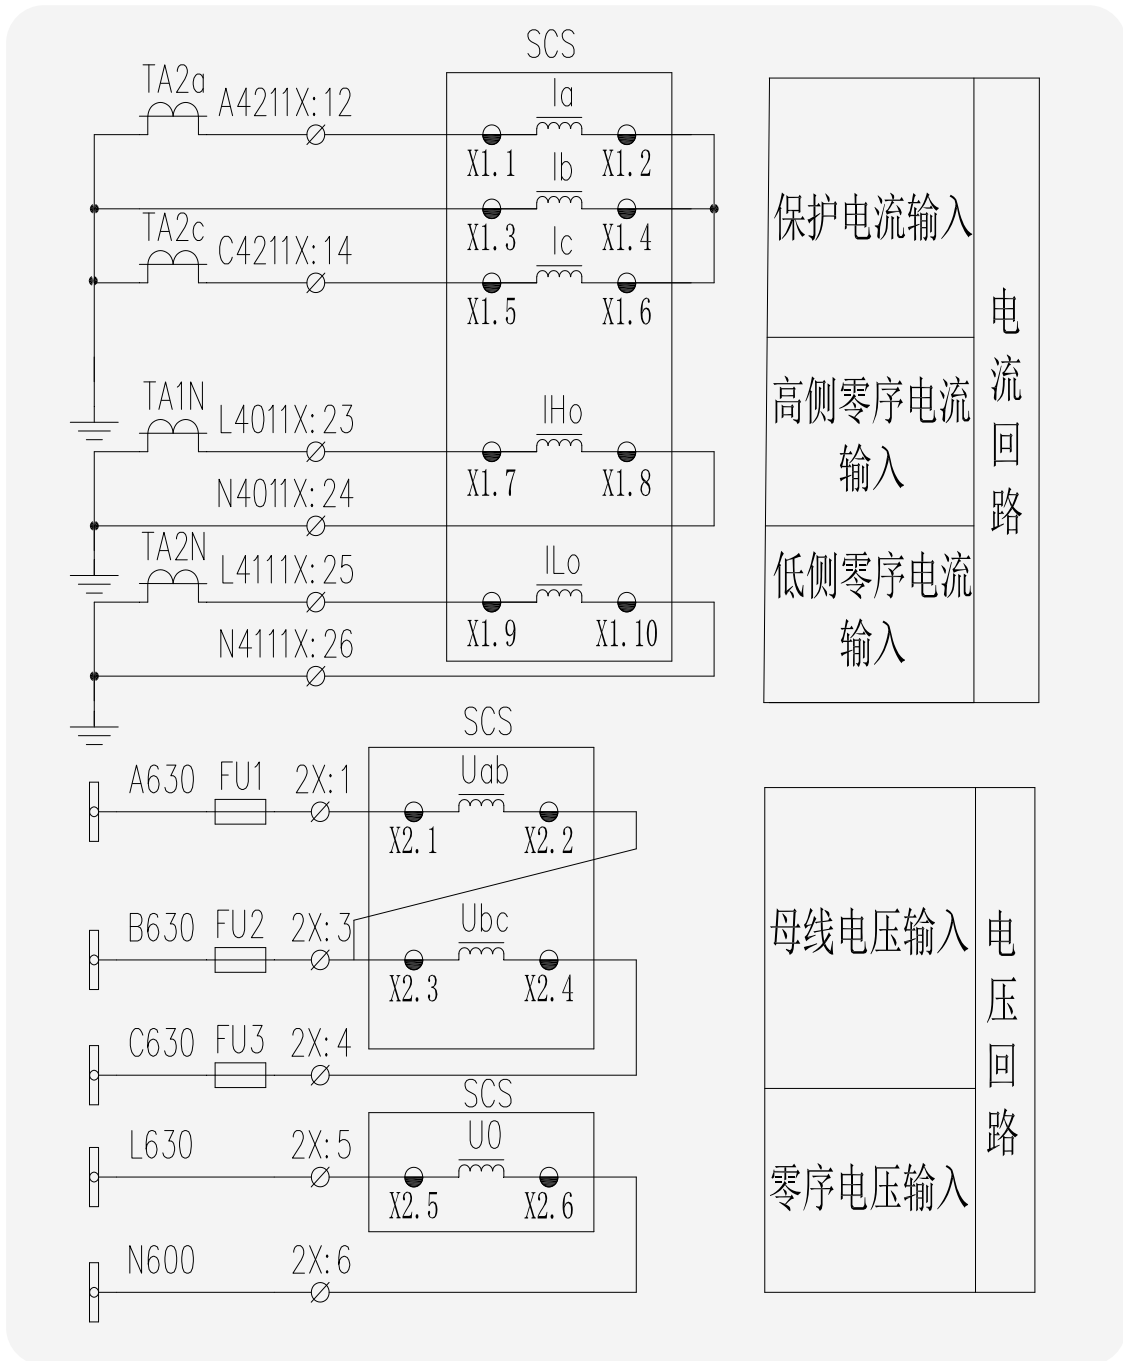 SCS
TA2a A4211X:12
Ia
X1.1 X1.2
Ib
X1.3 X1.4
TA2c C4211X:14
Ic
X1.5 X1.6
TA1N L4011X:23
IHo
X1.7 X1.8
N4011X:24
TA2N L4111X:25
ILo
X1.9 X1.10
N4111X:26
保护电流输入
高侧零序电流
输入
低侧零序电流
输入
电流回路
SCS
A630 FU1 2X:1
Uab
X2.1 X2.2
B630 FU2 2X:3
Ubc
X2.3 X2.4
C630 FU3 2X:4
SCS
L630 2X:5
U0
X2.5 X2.6
N600 2X:6
母线电压输入
零序电压输入
电压回路